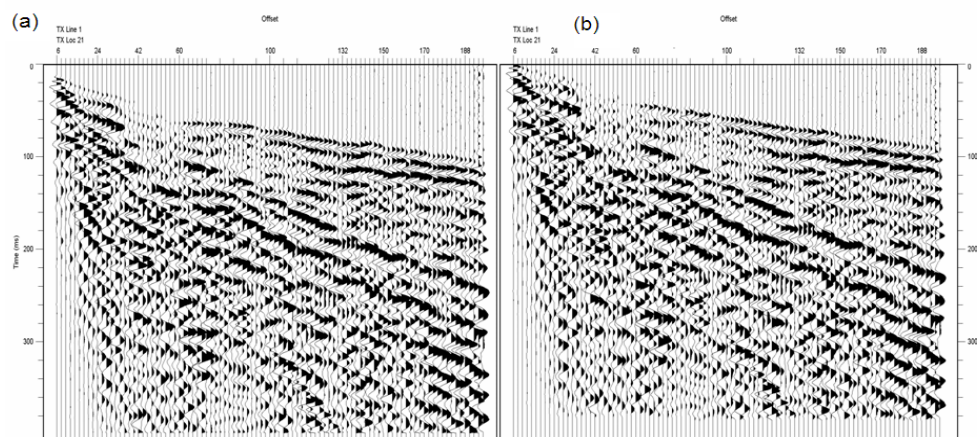 (a)
Offset
TX Line 1
TX Loc 21
6 24 42 60 100 132 150 170 188
0
100
200
300
Time (ms)
(b)
Offset
TX Line 1
TX Loc 21
6 24 42 60 100 132 150 170 188
0
100
200
300